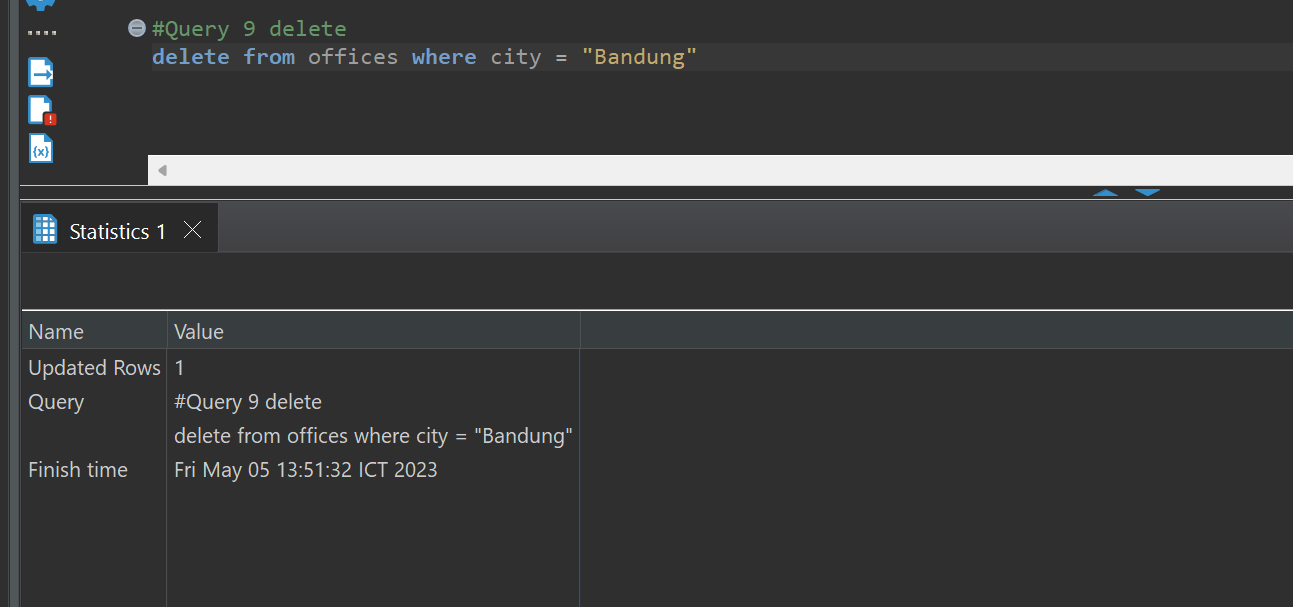 #Query 9 delete
delete from offices where city = "Bandung"
Statistics 1
Name Value
Updated Rows 1
Query #Query 9 delete
delete from offices where city = "Bandung"
Finish time Fri May 05 13:51:32 ICT 2023